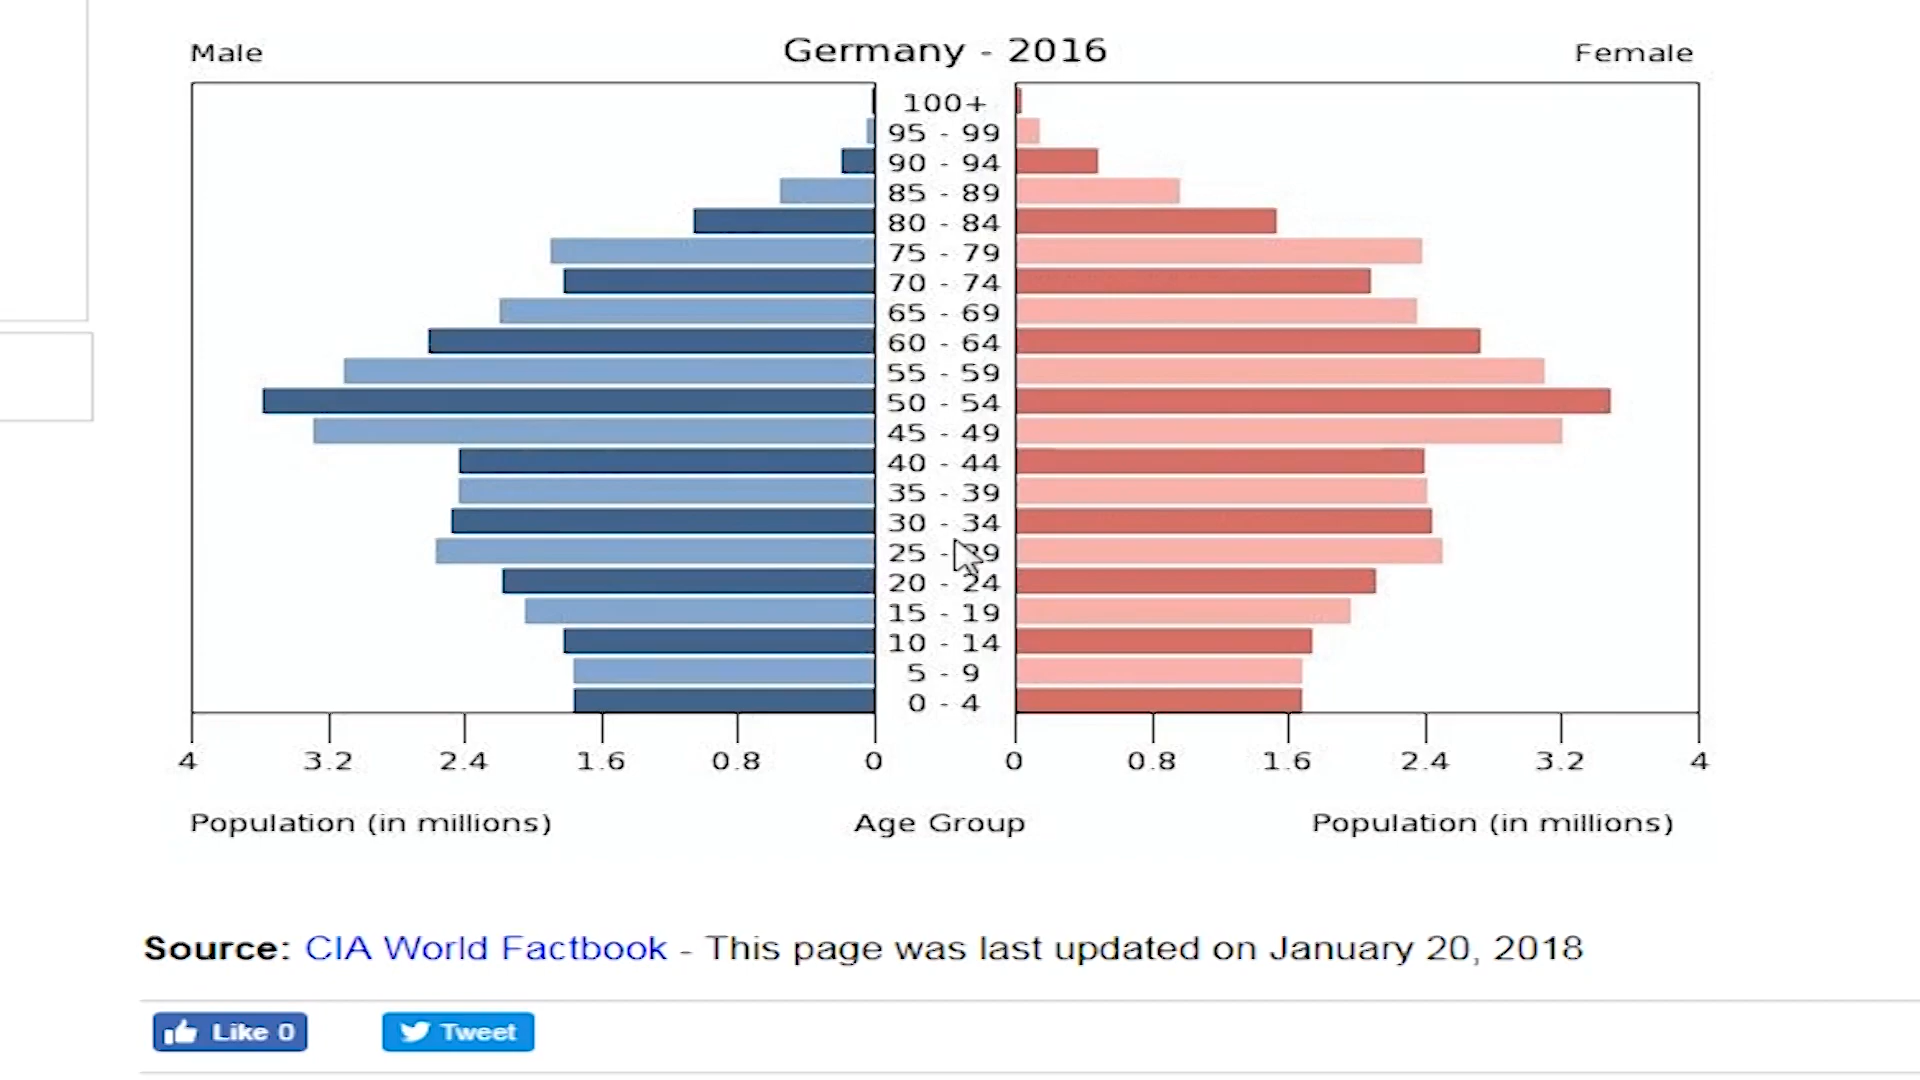 Male Germany - 2016 Female
100+
95 - 99
90 - 94
85 - 89
80 - 84
75 - 79
70 - 74
65 - 69
60 - 64
55 - 59
50 - 54
45 - 49
40 - 44
35 - 39
30 - 34
25 - 29
20 - 24
15 - 19
10 - 14
5 - 9
0 - 4
4 3.2 2.4 1.6 0.8 0 0 0.8 1.6 2.4 3.2 4
Population (in millions) Age Group Population (in millions)
Source: CIA World Factbook - This page was last updated on January 20, 2018
Like 0 Tweet